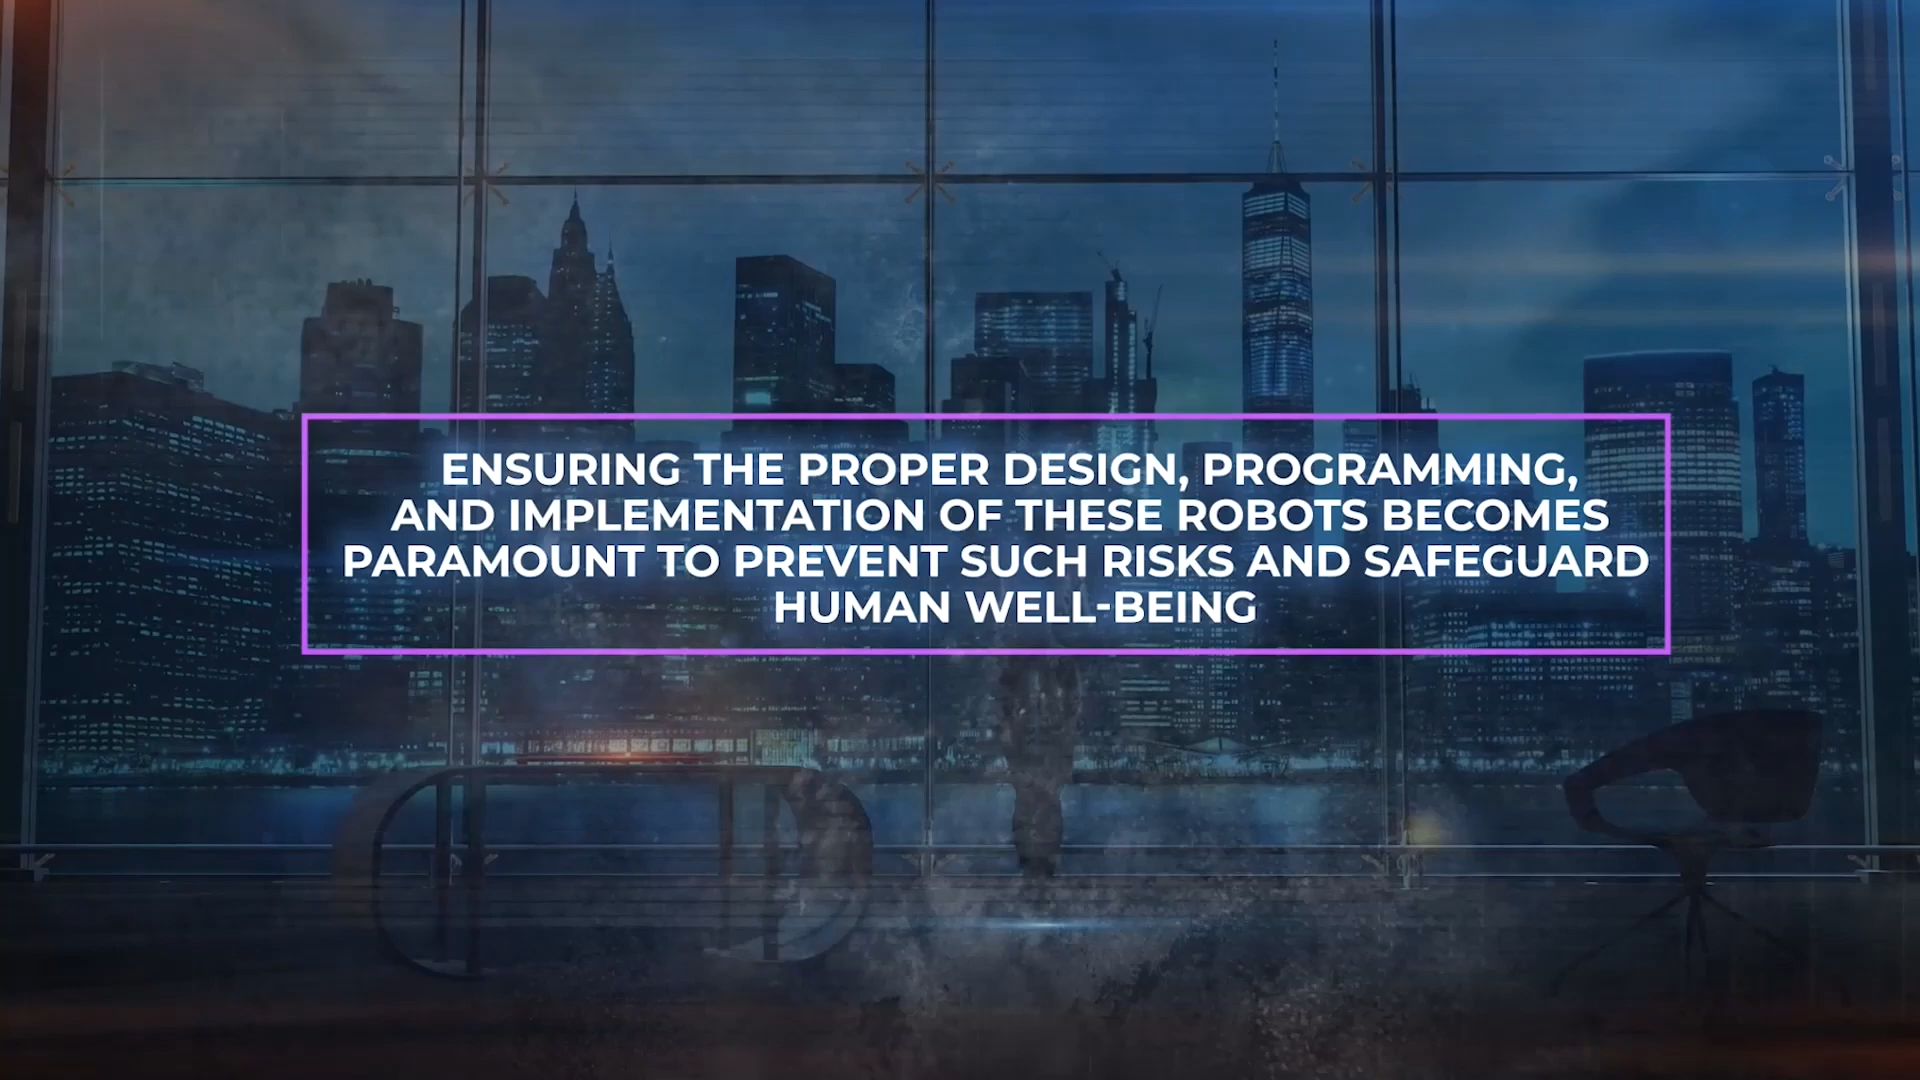 ENSURING THE PROPER DESIGN, PROGRAMMING,
AND IMPLEMENTATION OF THESE ROBOTS BECOMES
PARAMOUNT TO PREVENT SUCH RISKS AND SAFEGUARD
HUMAN WELL-BEING